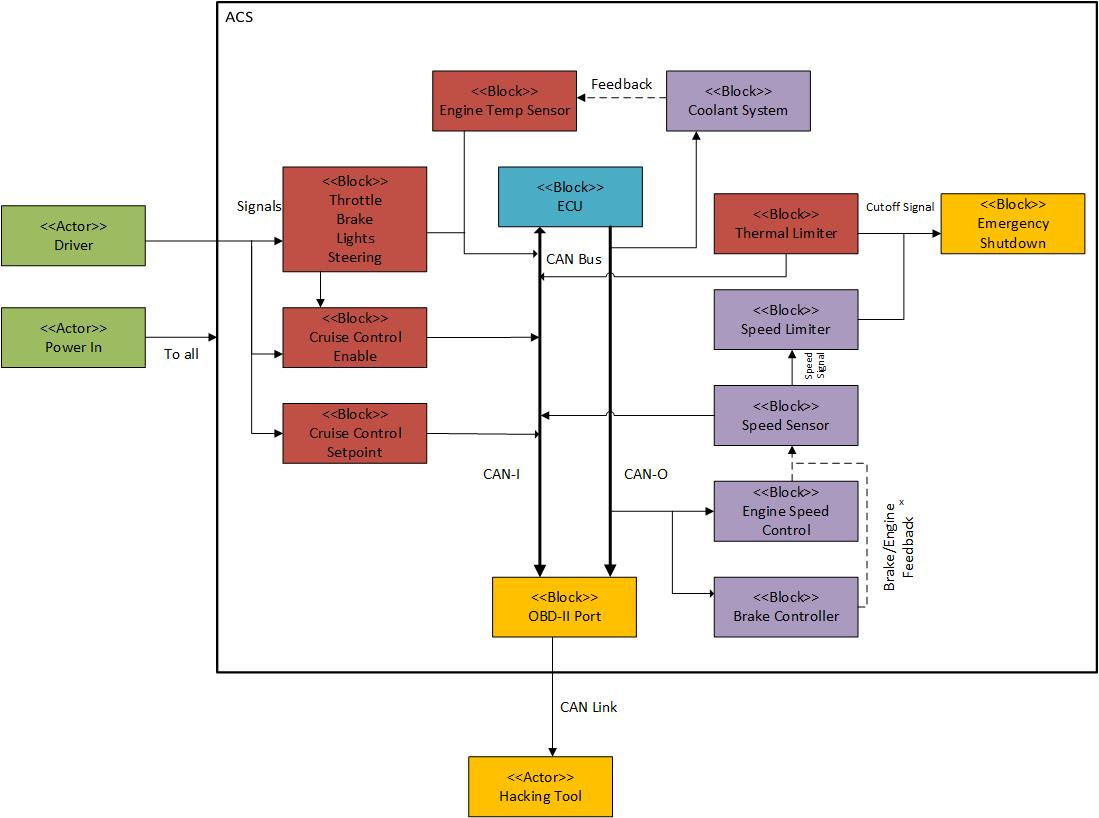 ACS
<<Block>>
Engine Temp Sensor
Feedback
<<Block>>
Coolant System
<<Actor>>
Driver
Signals
<<Block>>
Throttle
Brake
Lights
Steering
<<Block>>
ECU
CAN Bus
<<Block>>
Thermal Limiter
Cutoff Signal
<<Block>>
Emergency
Shutdown
<<Actor>>
Power In
To all
<<Block>>
Cruise Control
Enable
<<Block>>
Speed Limiter
Speed
Signal
<<Block>>
Cruise Control
Setpoint
<<Block>>
Speed Sensor
CAN-I
CAN-O
<<Block>>
Engine Speed
Control
Brake/Engine
Feedback
x
<<Block>>
OBD-II Port
<<Block>>
Brake Controller
CAN Link
<<Actor>>
Hacking Tool